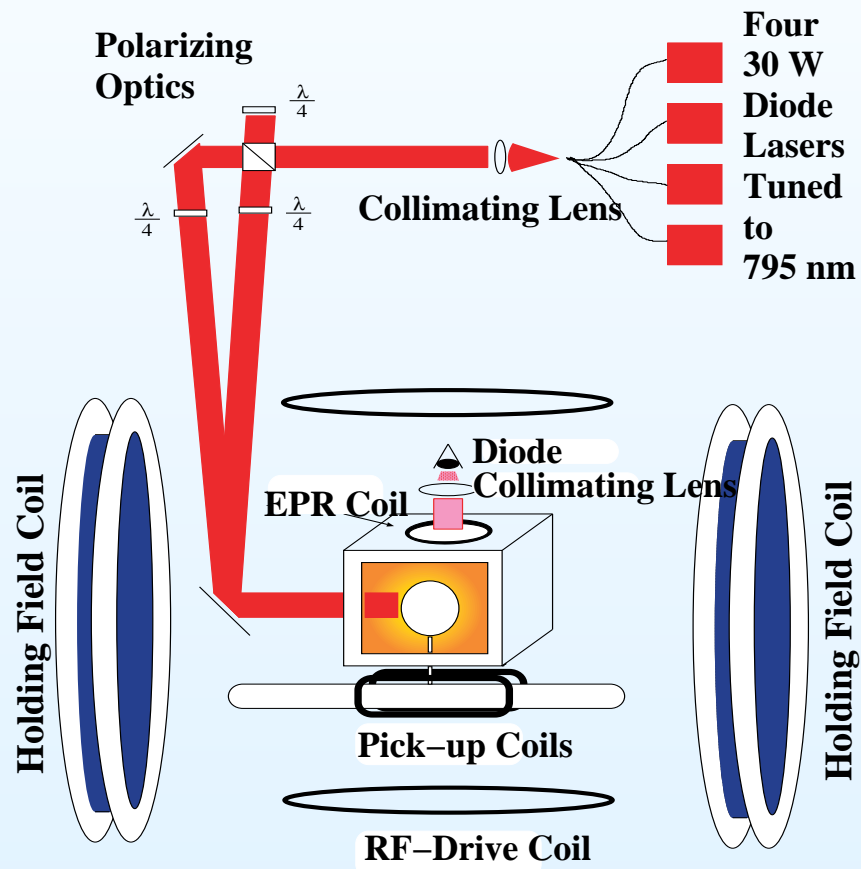 Polarizing
Optics
λ
4
λ
4
λ
4
Collimating Lens
Four
30 W
Diode
Lasers
Tuned
to
795 nm
Holding Field Coil
Diode
Collimating Lens
EPR Coil
Holding Field Coil
Pick−up Coils
RF−Drive Coil